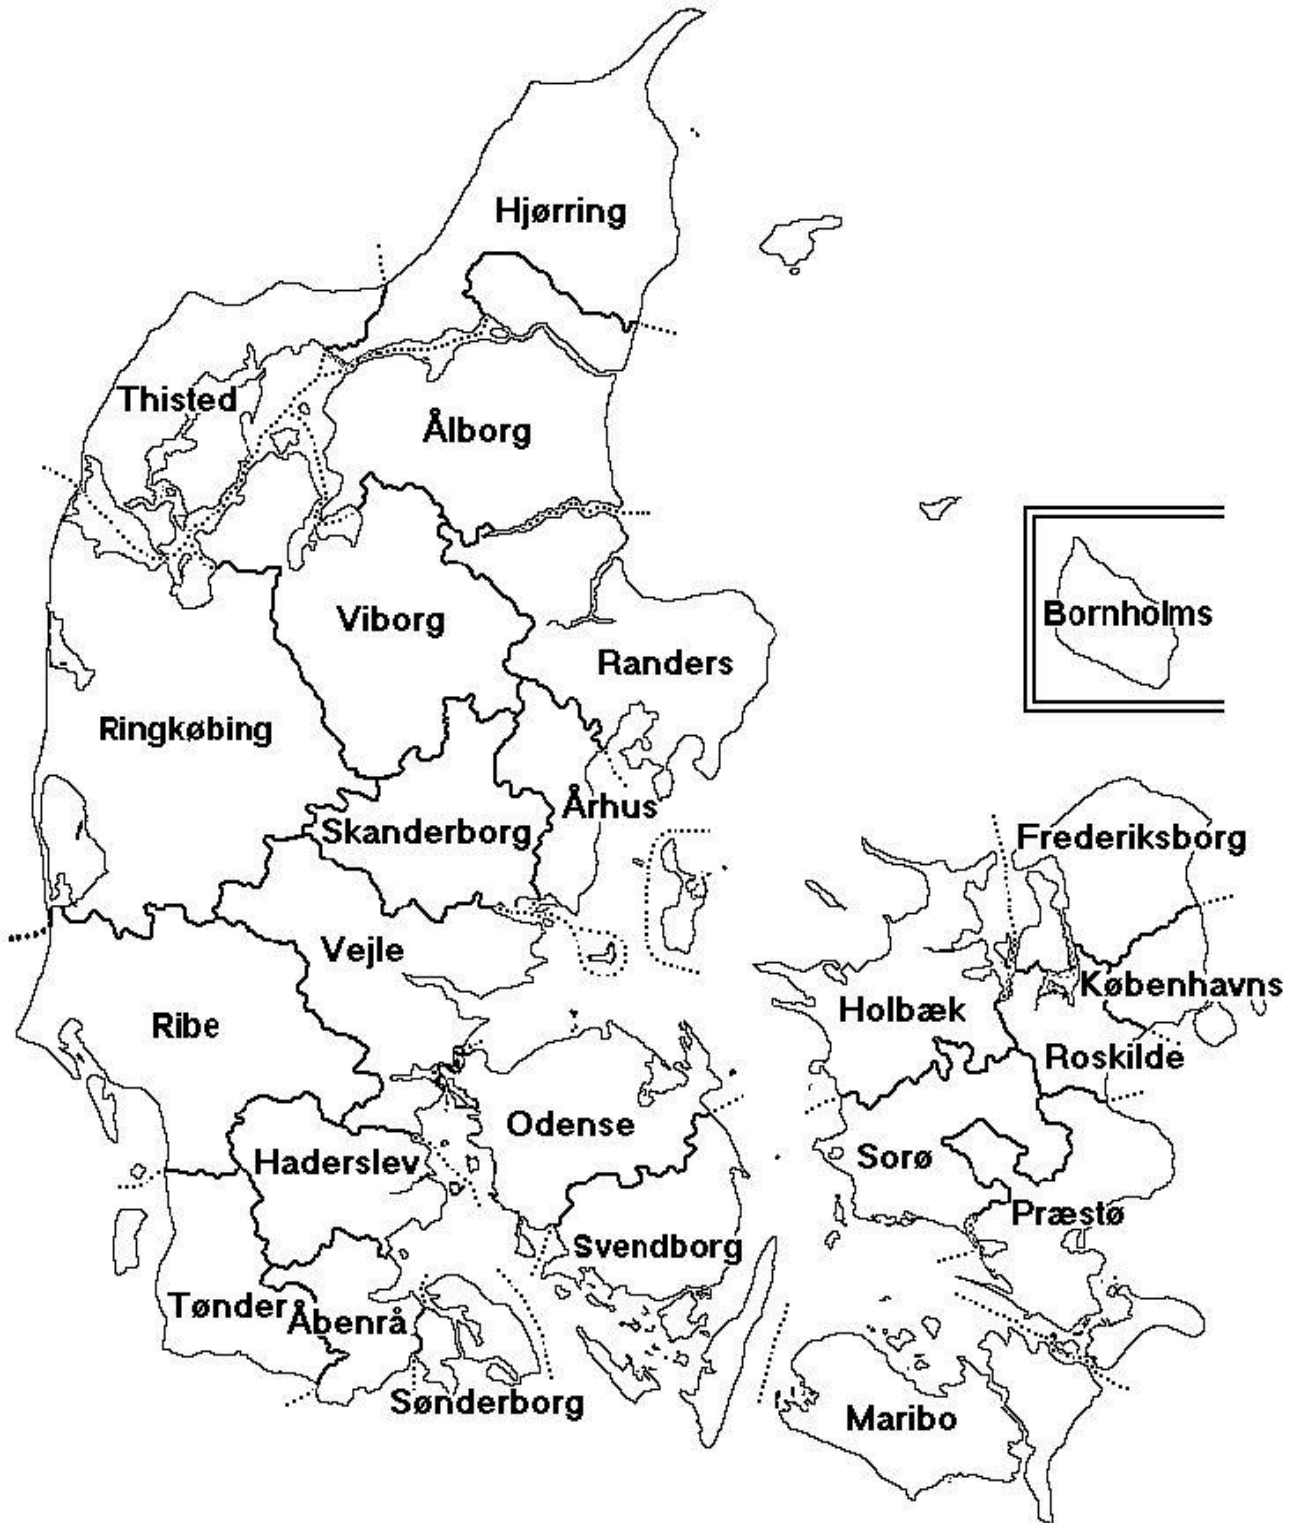 Hjørring
Thisted
Ålborg
Viborg
Bornholms
Randers
Ringkøbing
Århus
Skanderborg
Frederiksborg
Vejle
Københavns
Holbæk
Ribe
Roskilde
Odense
Sorø
Haderslev
Præstø
Svendborg
Tønder
Åbenrå
Sønderborg
Maribo